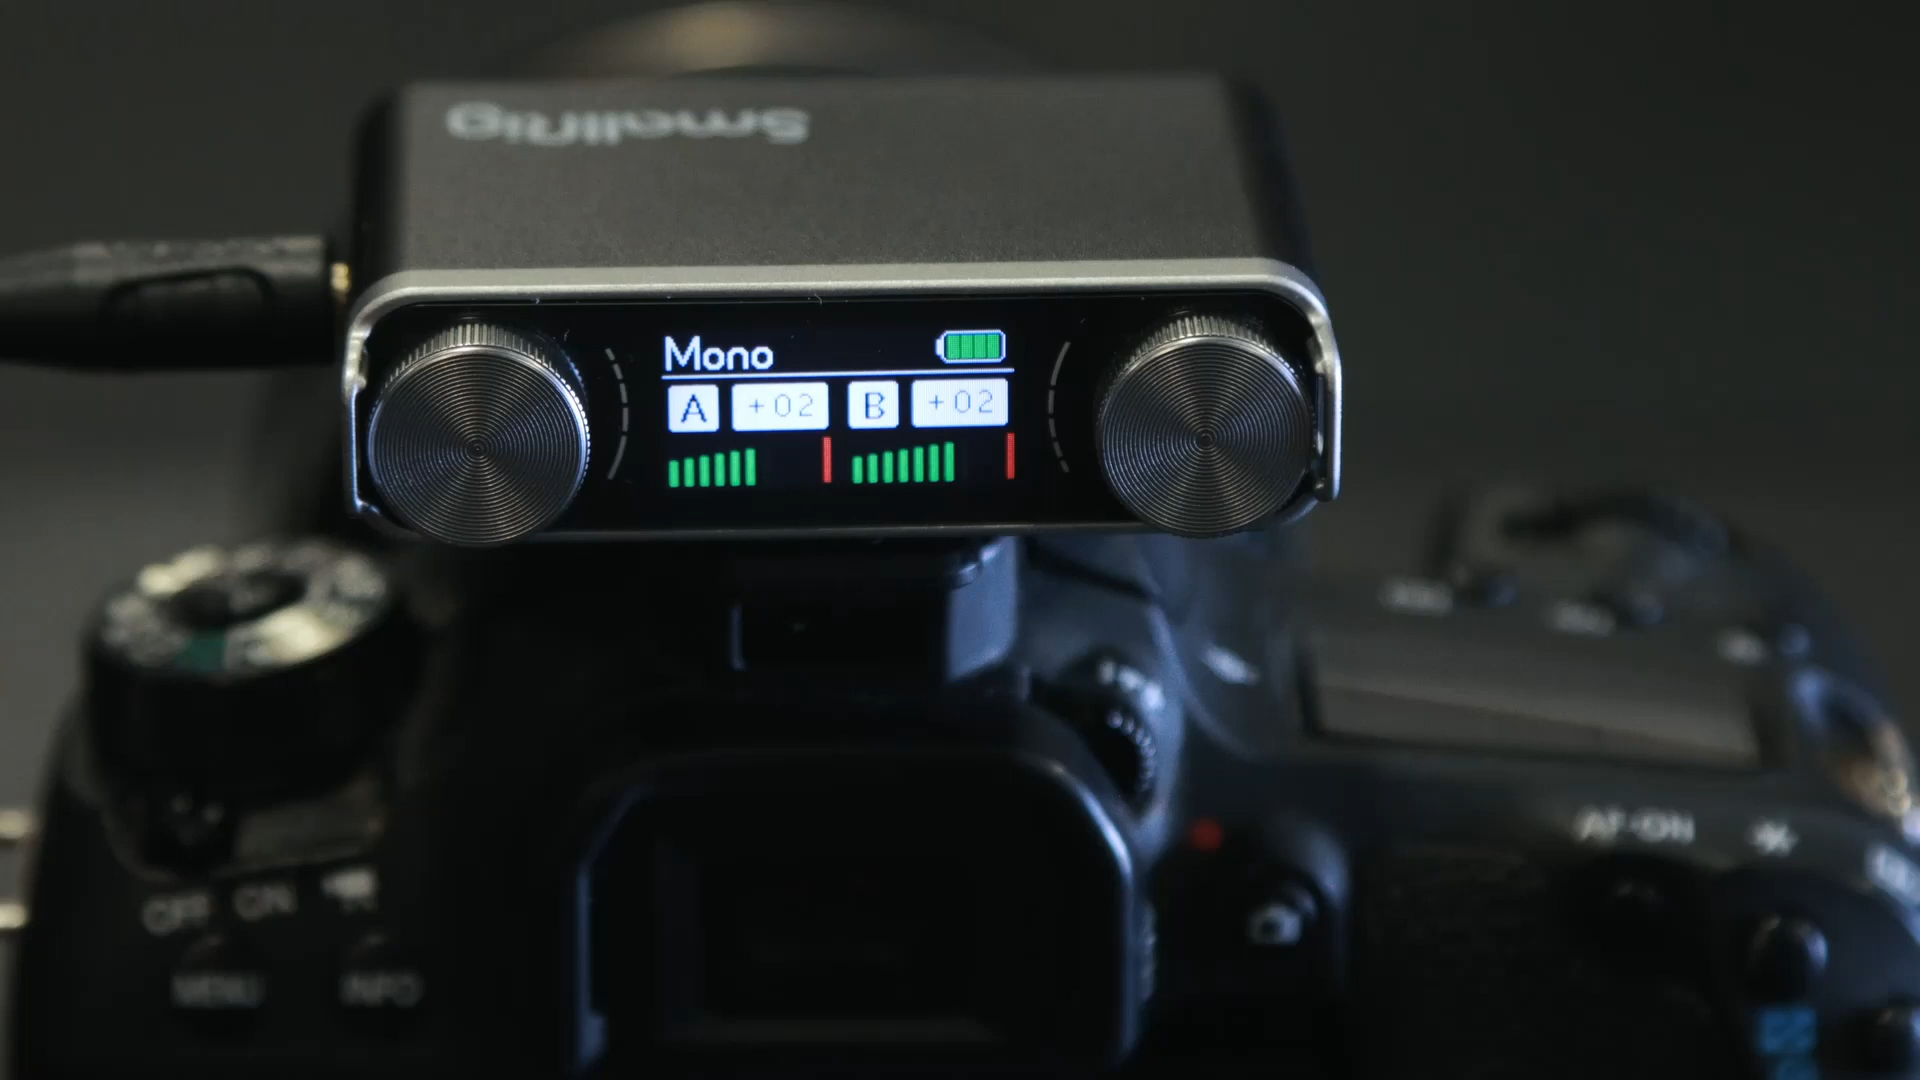 SmallRig
Mono
A +02 B +02
AF-ON
OFF ON
MENU INFO